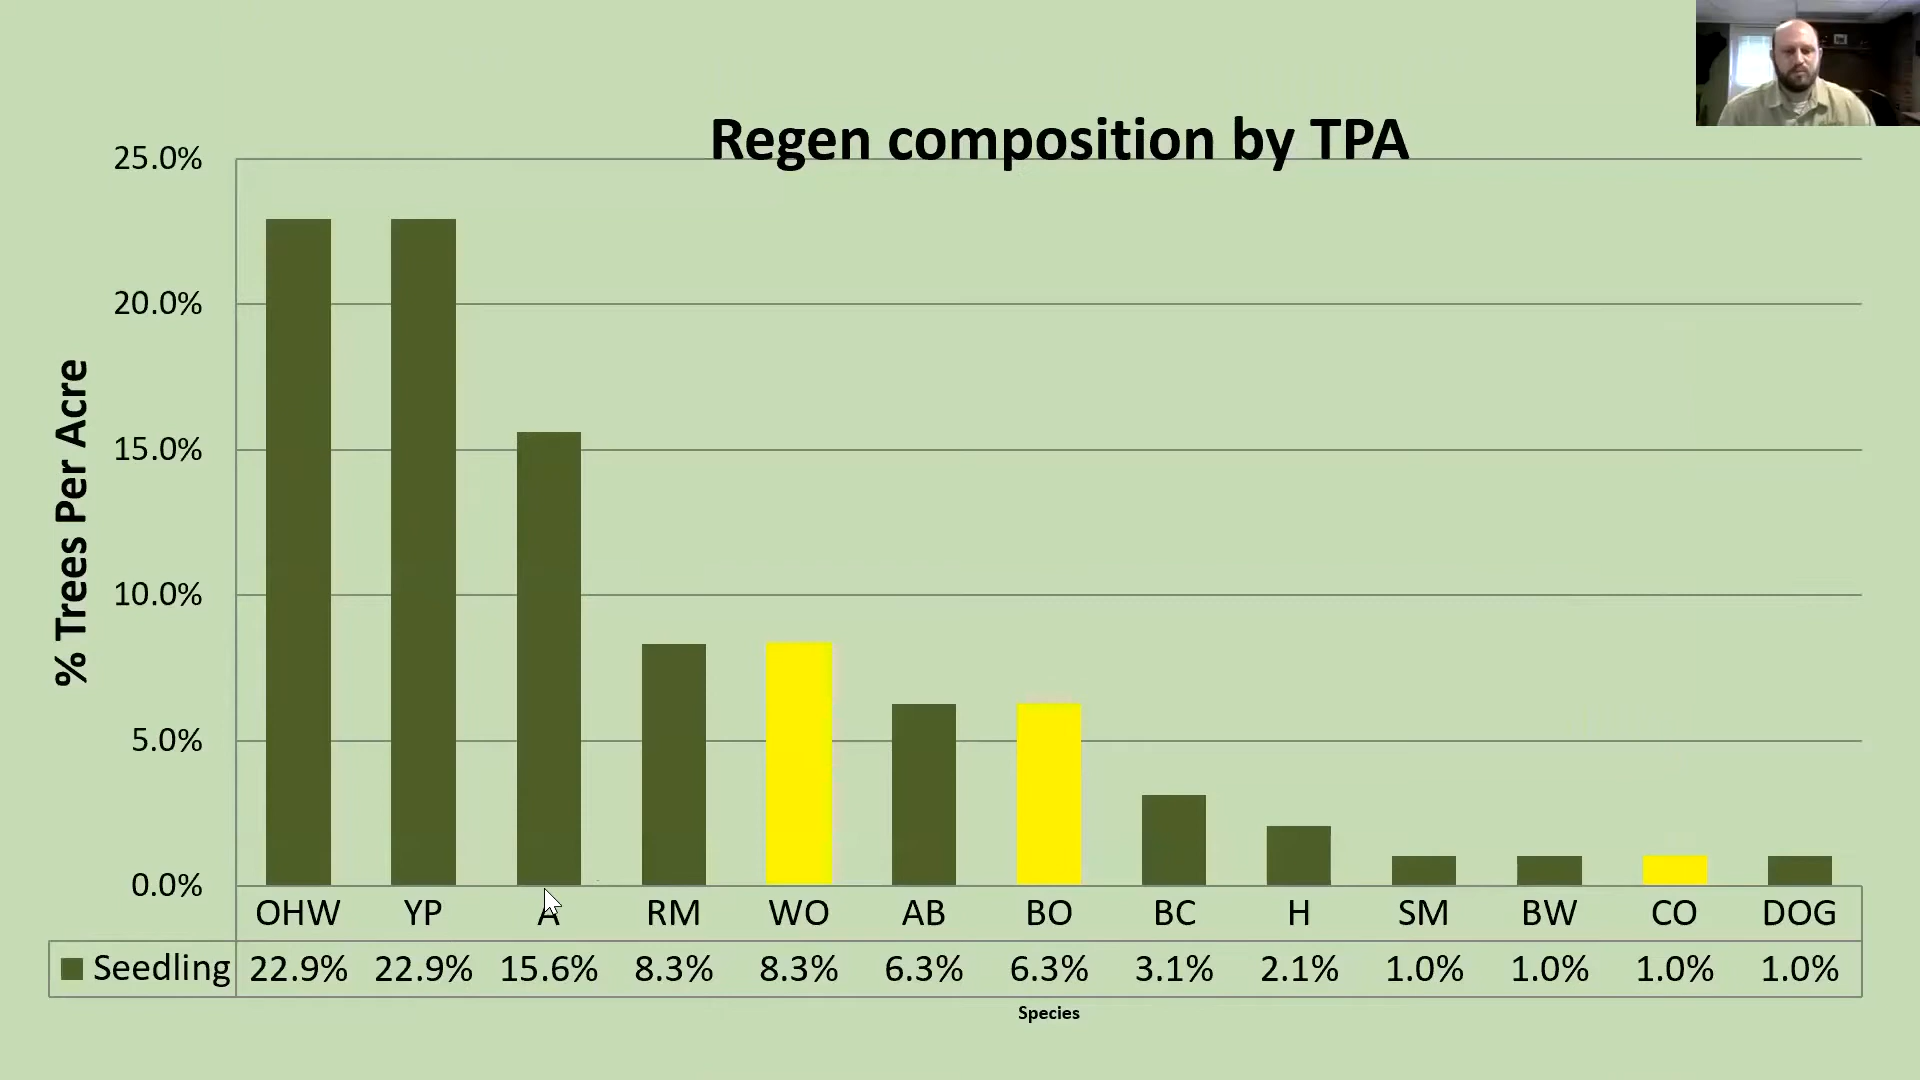 Regen composition by TPA
25.0%
20.0%
15.0%
10.0%
5.0%
0.0%
% Trees Per Acre
OHW YP A RM WO AB BO BC H SM BW CO DOG
Seedling 22.9% 22.9% 15.6% 8.3% 8.3% 6.3% 6.3% 3.1% 2.1% 1.0% 1.0% 1.0% 1.0%
Species